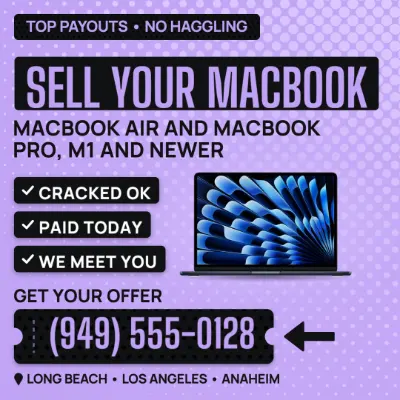 TOP PAYOUTS • NO HAGGLING
SELL YOUR MACBOOK
MACBOOK AIR AND MACBOOK
PRO, M1 AND NEWER
CRACKED OK
PAID TODAY
WE MEET YOU
GET YOUR OFFER
(949) 555-0128
LONG BEACH • LOS ANGELES • ANAHEIM